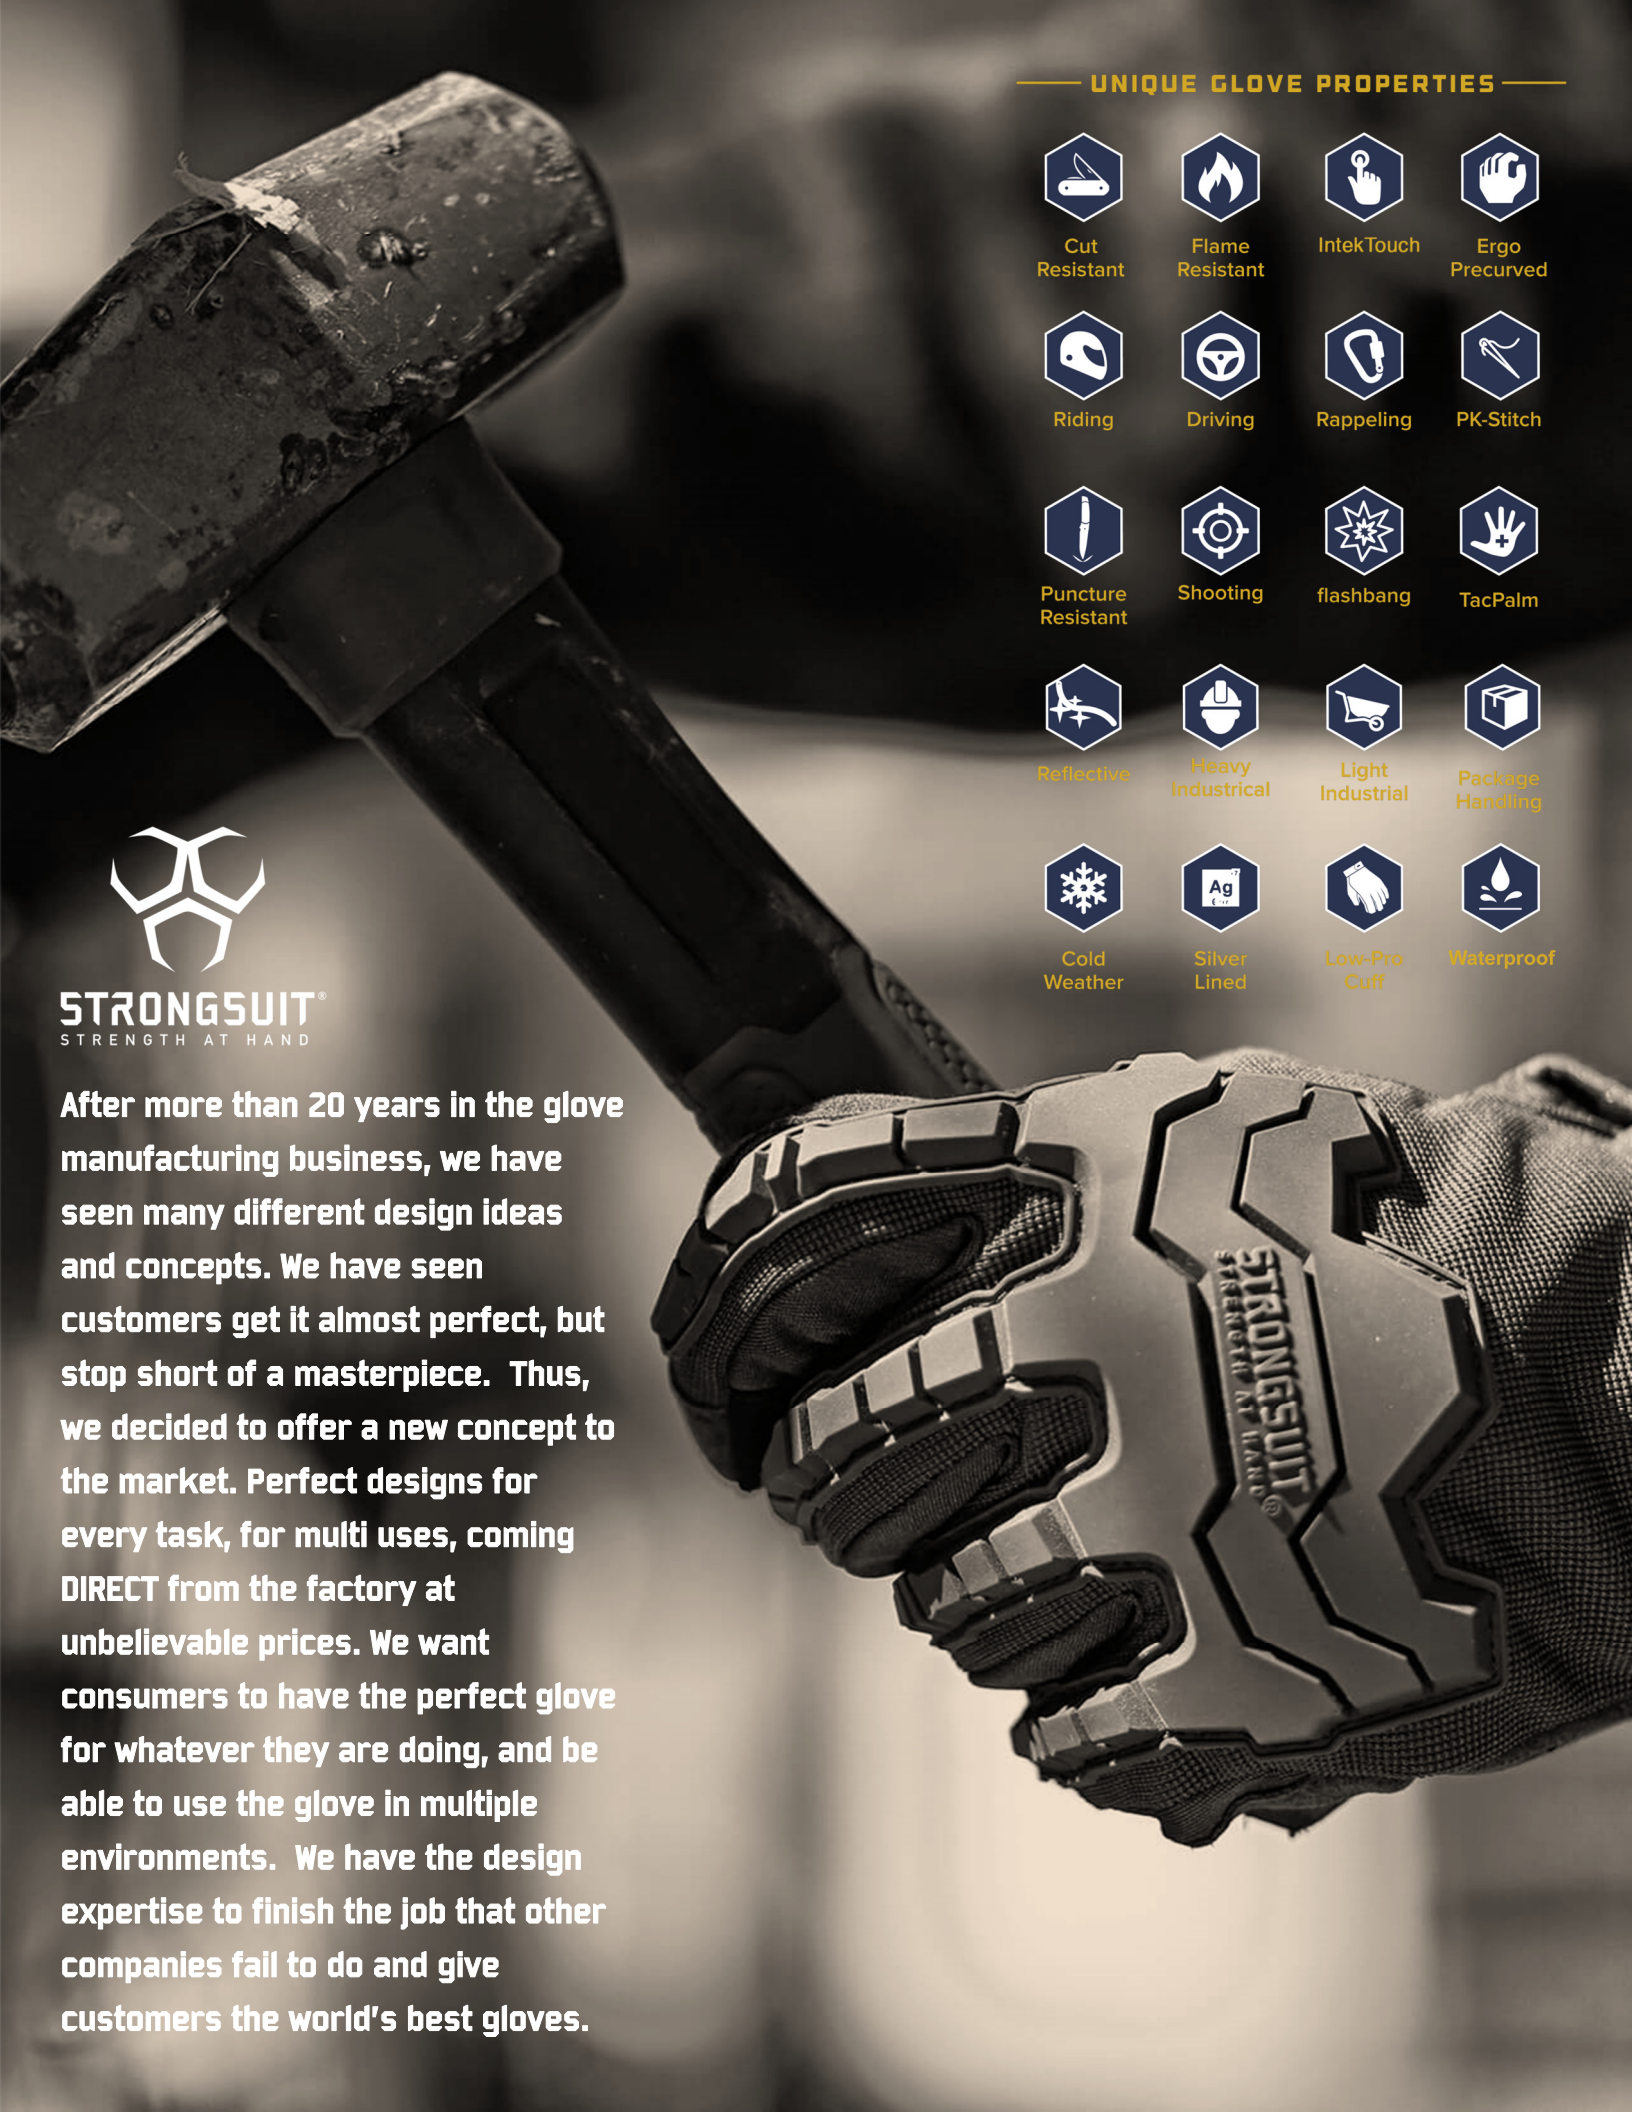 UNIQUE GLOVE PROPERTIES
Cut
Resistant
Flame
Resistant
IntekTouch
Ergo
Precurved
Riding
Driving
Rappeling
PK-Stitch
Puncture
Resistant
Shooting
flashbang
TacPalm
Reflective
Heavy
Industrical
Light
Industrial
Package
Handling
Ag
Cold
Weather
Silver
Lined
Low-Pro
Cuff
Waterproof
STRONGSUIT®
STRENGTH AT HAND
After more than 20 years in the glove
manufacturing business, we have
seen many different design ideas
and concepts. We have seen
customers get it almost perfect, but
stop short of a masterpiece.  Thus,
we decided to offer a new concept to
the market. Perfect designs for
every task, for multi uses, coming
DIRECT from the factory at
unbelievable prices. We want
consumers to have the perfect glove
for whatever they are doing, and be
able to use the glove in multiple
environments.  We have the design
expertise to finish the job that other
companies fail to do and give
customers the world's best gloves.
STRONGSUIT®
STRENGTH AT HAND